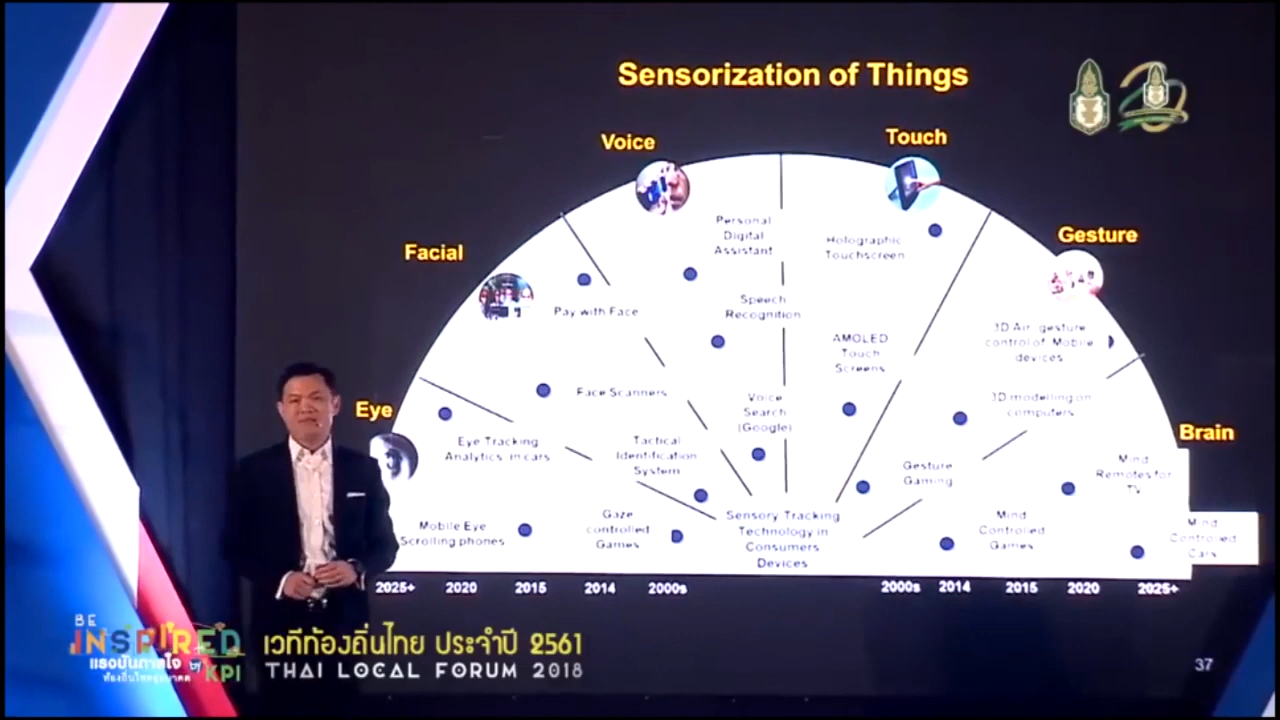 Sensorization of Things
Voice
Touch
Facial
Gesture
Eye
Brain
Personal
Digital
Assistant
Holographic
Touchscreen
Pay with Face
Speech
Recognition
3D Air gesture
control of Mobile
devices
AMOLED
Touch
Screens
Face Scanners
Voice
Search
(Google)
3D modelling on
computers
Eye Tracking
Analytics in cars
Tactical
Identification
System
Gesture
Gaming
Mind
Remotes for
TV
Mobile Eye
Scrolling phones
Gaze
controlled
Games
Sensory Tracking
Technology in
Consumers
Devices
Mind
Controlled
Games
Mind
Controlled
Cars
2025+ 2020 2015 2014 2000s 2000s 2014 2015 2020 2025+
BE
INSPIRED
แรงบันดาลใจ by KPI
เวทีท้องถิ่นไทย ประจำปี 2561
THAI LOCAL FORUM 2018
37